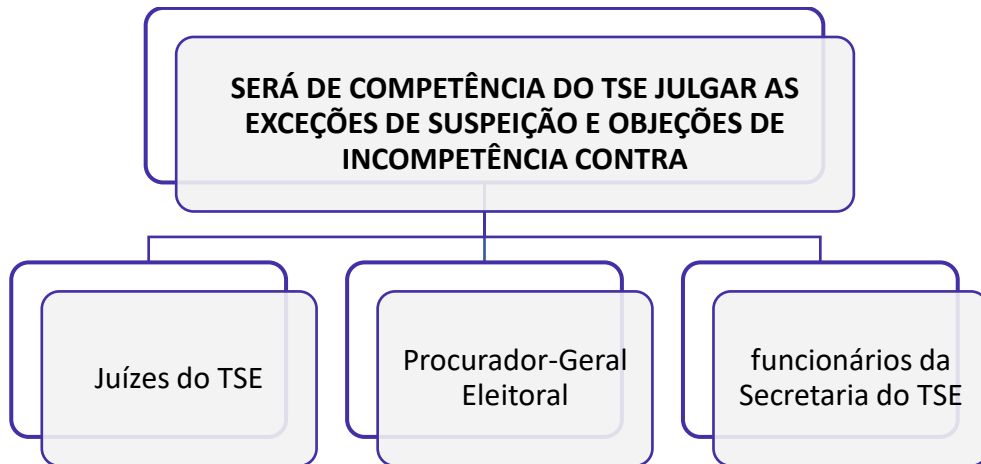 SERÁ DE COMPETÊNCIA DO TSE JULGAR AS
EXCEÇÕES DE SUSPEIÇÃO E OBJEÇÕES DE
INCOMPETÊNCIA CONTRA
Juízes do TSE
Procurador-Geral
Eleitoral
funcionários da
Secretaria do TSE